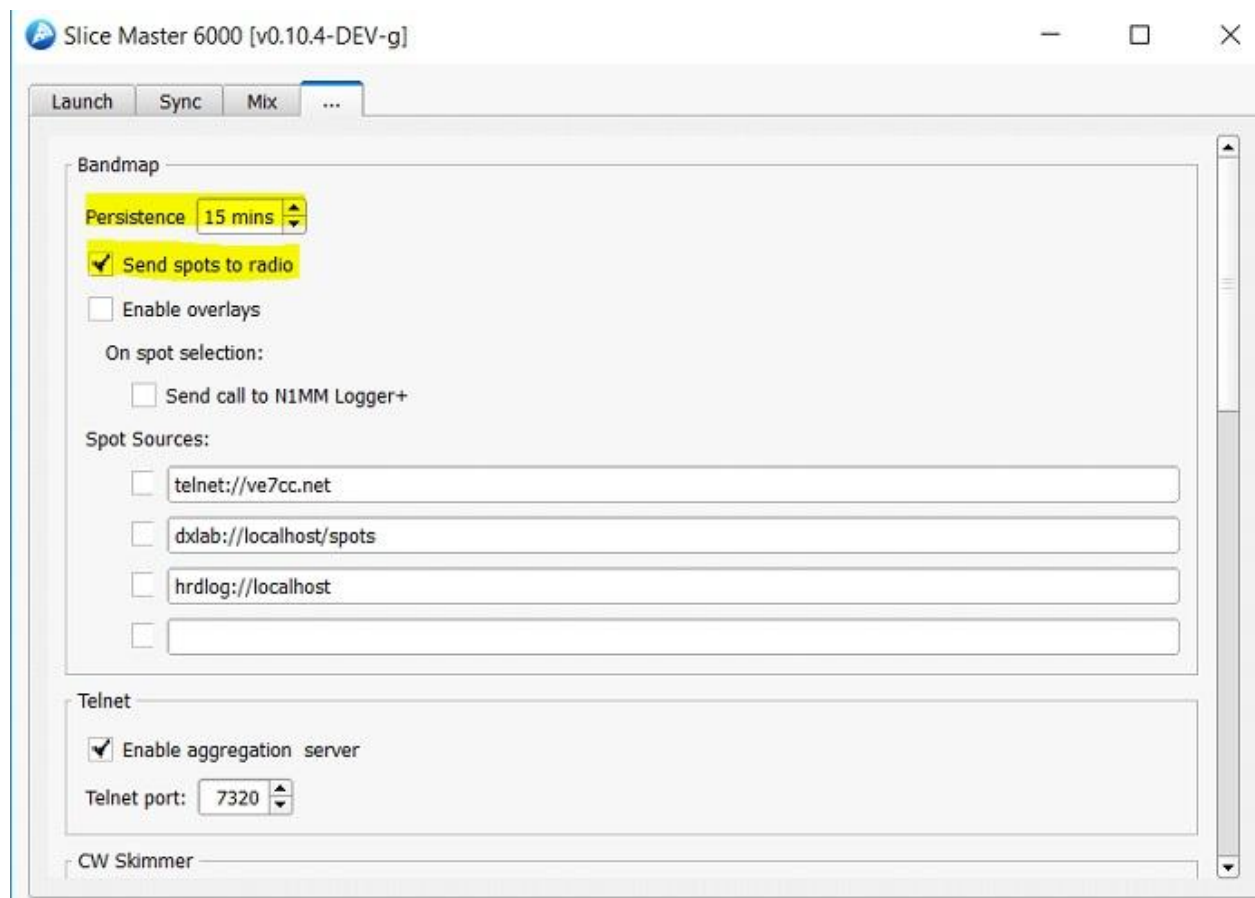 Slice Master 6000 [v0.10.4-DEV-g]
Launch Sync Mix ...
Bandmap
Persistence 15 mins
Send spots to radio
Enable overlays
On spot selection:
Send call to N1MM Logger+
Spot Sources:
telnet://ve7cc.net
dxlab://localhost/spots
hrdlog://localhost
Telnet
Enable aggregation server
Telnet port: 7320
CW Skimmer